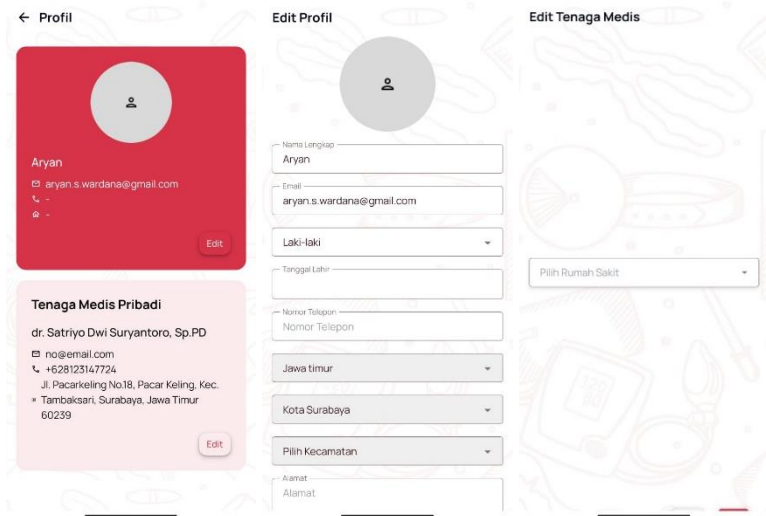 Profil
Aryan
aryan.s.wardana@gmail.com
-
-
Edit
Tenaga Medis Pribadi
dr. Satriyo Dwi Suryantoro, Sp.PD
no@email.com
+628123147724
Jl. Pacarkeling No.18, Pacar Keling, Kec.
Tambaksari, Surabaya, Jawa Timur
60239
Edit
Edit Profil
Nama Lengkap
Aryan
Email
aryan.s.wardana@gmail.com
Laki-laki
Tanggal Lahir
Nomor Telepon
Nomor Telepon
Jawa timur
Kota Surabaya
Pilih Kecamatan
Alamat
Alamat
Edit Tenaga Medis
Pilih Rumah Sakit